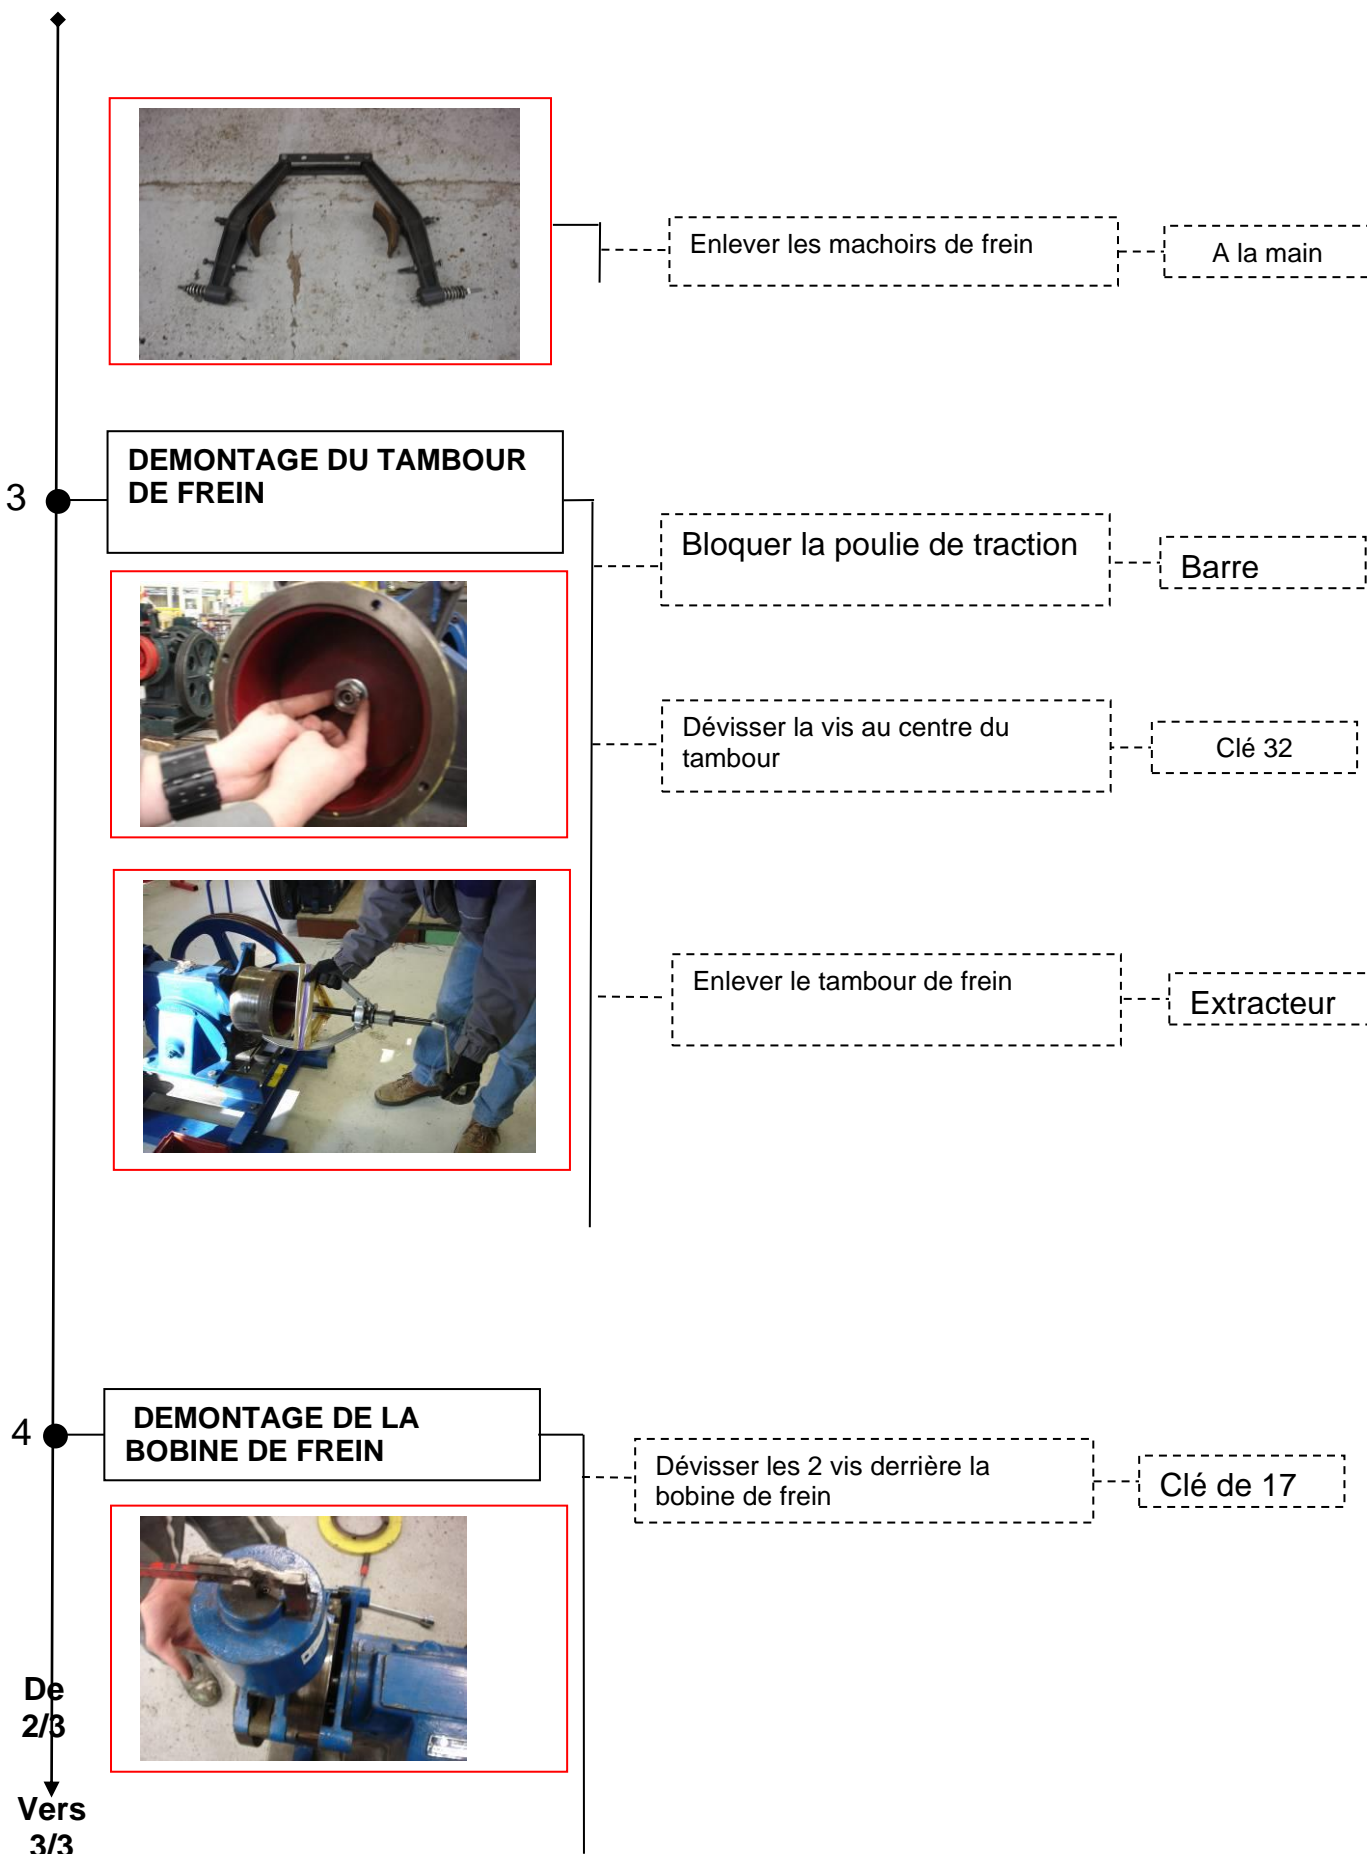 Enlever les machoirs de frein
A la main
3
DEMONTAGE DU TAMBOUR
DE FREIN
Bloquer la poulie de traction
Barre
Dévisser la vis au centre du
tambour
Clé 32
Enlever le tambour de frein
Extracteur
4
DEMONTAGE DE LA
BOBINE DE FREIN
Dévisser les 2 vis derrière la
bobine de frein
Clé de 17
De
2/3
Vers
3/3